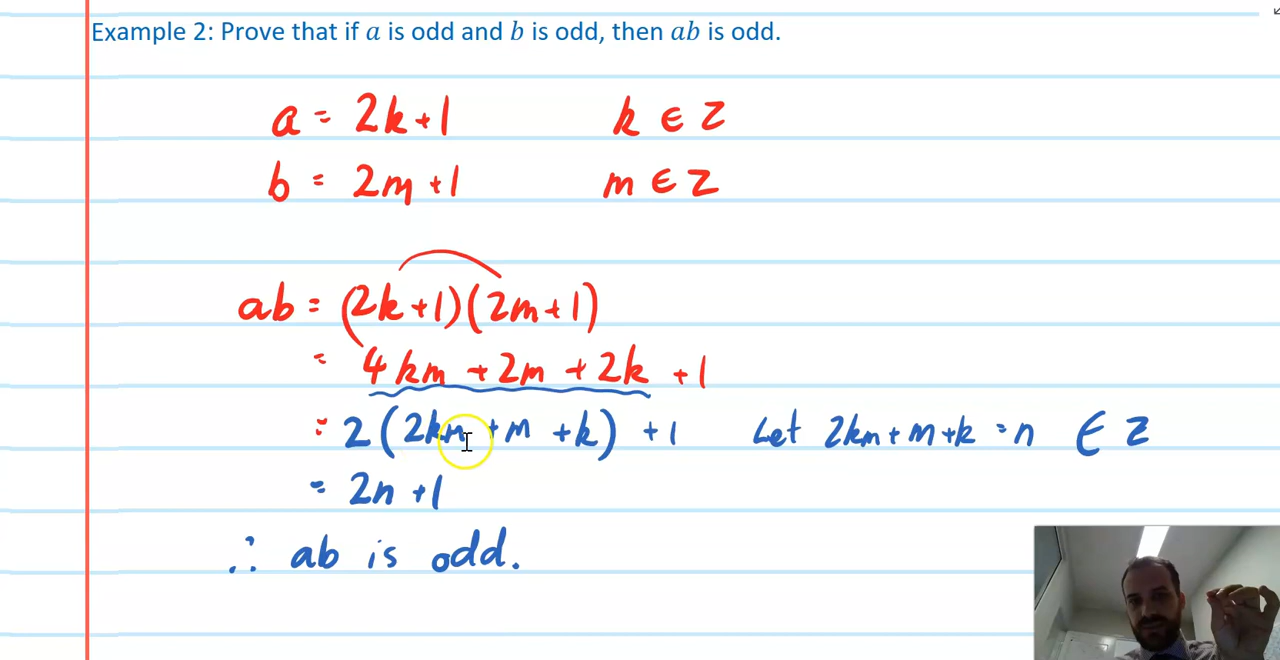 Example 2: Prove that if a is odd and b is odd, then ab is odd.
a = 2k+1 k ∈ Z
b = 2m+1 m ∈ Z
ab = (2k+1)(2m+1)
= 4km + 2m + 2k + 1
= 2(2km + m + k) + 1 Let 2km+m+k = n ∈ Z
= 2n+1
∴ ab is odd.